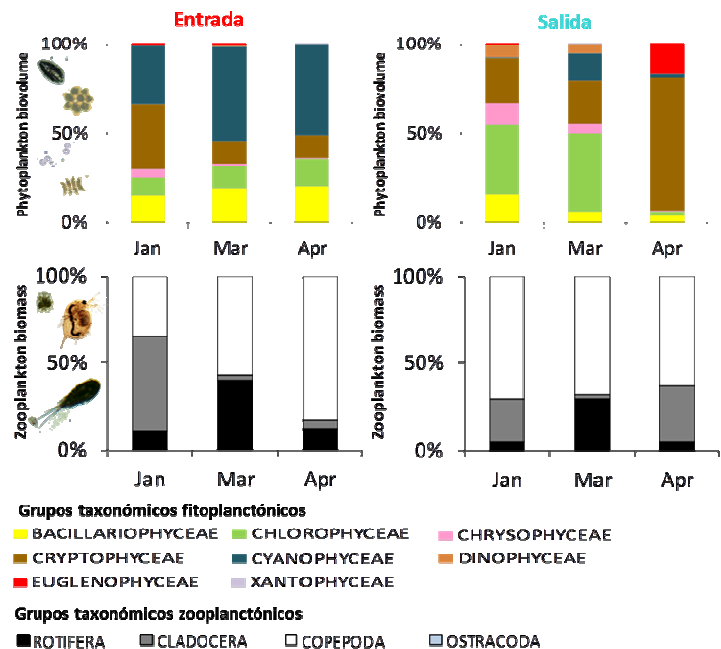 Entrada
Salida
Phytoplankton biovolume
100%
50%
0%
Jan Mar Apr
Phytoplankton biovolume
100%
50%
0%
Jan Mar Apr
Zooplankton biomass
100%
50%
0%
Jan Mar Apr
Zooplankton biomass
100%
50%
0%
Jan Mar Apr
Grupos taxonómicos fitoplanctónicos
BACILLARIOPHYCEAE CHLOROPHYCEAE CHRYSOPHYCEAE
CRYPTOPHYCEAE CYANOPHYCEAE DINOPHYCEAE
EUGLENOPHYCEAE XANTOPHYCEAE
Grupos taxonómicos zooplanctónicos
ROTIFERA CLADOCERA COPEPODA OSTRACODA